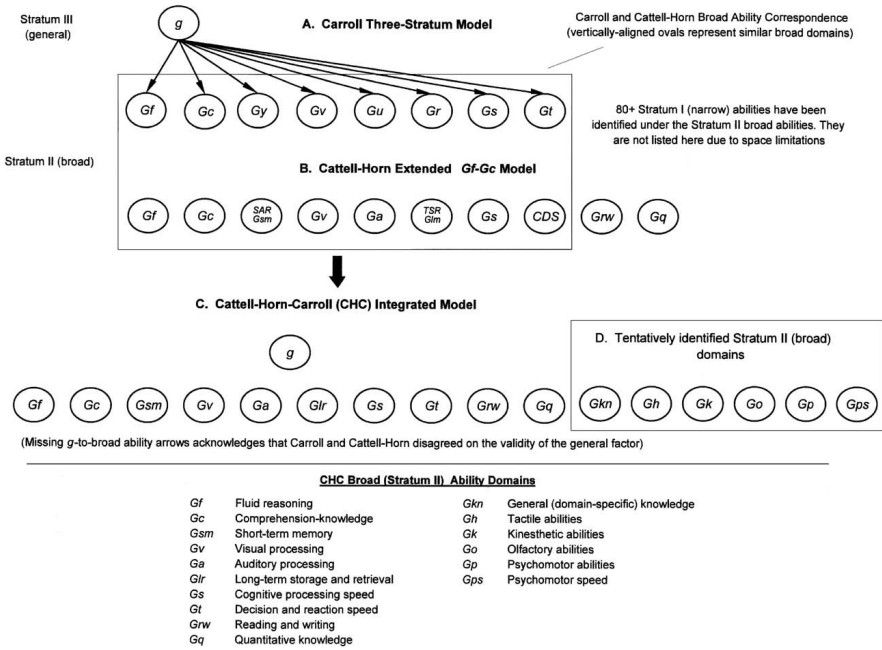 Stratum III
(general)
g
A. Carroll Three-Stratum Model
Carroll and Cattell-Horn Broad Ability Correspondence
(vertically-aligned ovals represent similar broad domains)
Gf Gc Gy Gv Gu Gr Gs Gt
80+ Stratum I (narrow) abilities have been
identified under the Stratum II broad abilities. They
are not listed here due to space limitations
Stratum II (broad)
B. Cattell-Horn Extended Gf-Gc Model
Gf Gc SAR Gsm Gv Ga TSR Glm Gs CDS Grw Gq
C. Cattell-Horn-Carroll (CHC) Integrated Model
g
D. Tentatively identified Stratum II (broad)
domains
Gf Gc Gsm Gv Ga Glr Gs Gt Grw Gq Gkn Gh Gk Go Gp Gps
(Missing g-to-broad ability arrows acknowledges that Carroll and Cattell-Horn disagreed on the validity of the general factor)
CHC Broad (Stratum II) Ability Domains
Gf Fluid reasoning
Gc Comprehension-knowledge
Gsm Short-term memory
Gv Visual processing
Ga Auditory processing
Glr Long-term storage and retrieval
Gs Cognitive processing speed
Gt Decision and reaction speed
Grw Reading and writing
Gq Quantitative knowledge
Gkn General (domain-specific) knowledge
Gh Tactile abilities
Gk Kinesthetic abilities
Go Olfactory abilities
Gp Psychomotor abilities
Gps Psychomotor speed